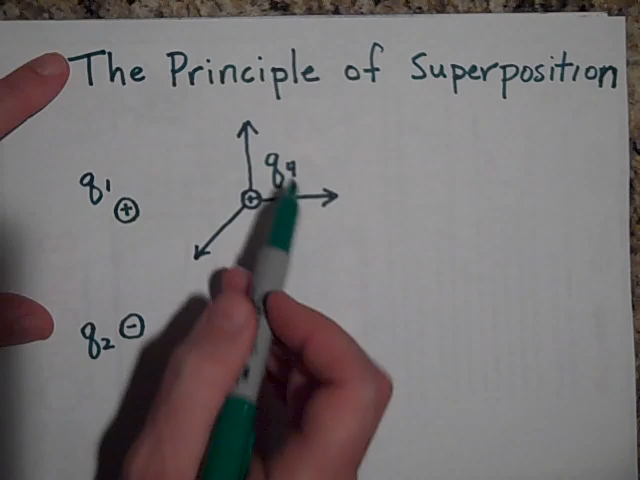 The Principle of Superposition
q1 +
q4 +
q2 -